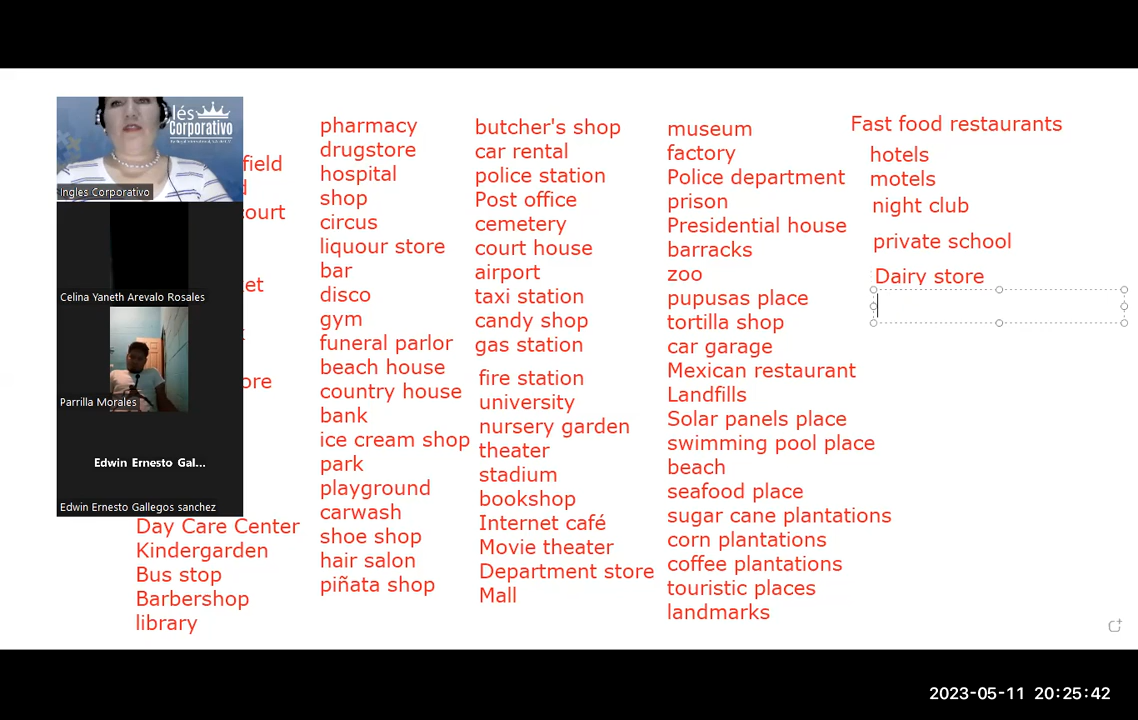 lés
Corporativo
Ingles Corporativo
Celina Yaneth Arevalo Rosales
Parrilla Morales
Edwin Ernesto Gal...
Edwin Ernesto Gallegos sanchez
field
court
et
ore
Day Care Center
Kindergarden
Bus stop
Barbershop
library
pharmacy
drugstore
hospital
shop
circus
liquour store
bar
disco
gym
funeral parlor
beach house
country house
bank
ice cream shop
park
playground
carwash
shoe shop
hair salon
piñata shop
butcher's shop
car rental
police station
Post office
cemetery
court house
airport
taxi station
candy shop
gas station
fire station
university
nursery garden
theater
stadium
bookshop
Internet café
Movie theater
Department store
Mall
museum
factory
Police department
prison
Presidential house
barracks
zoo
pupusas place
tortilla shop
car garage
Mexican restaurant
Landfills
Solar panels place
swimming pool place
beach
seafood place
sugar cane plantations
corn plantations
coffee plantations
touristic places
landmarks
Fast food restaurants
hotels
motels
night club
private school
Dairy store
2023-05-11 20:25:42